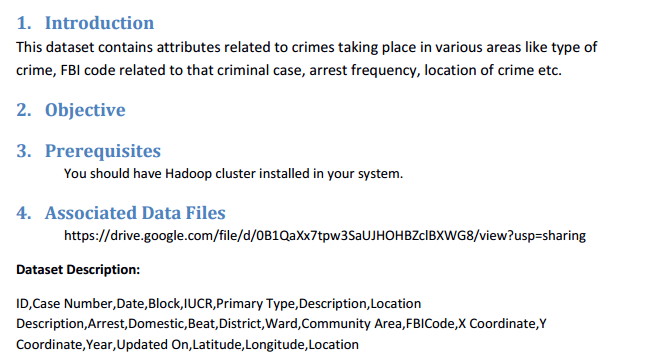 1. Introduction
This dataset contains attributes related to crimes taking place in various areas like type of
crime, FBI code related to that criminal case, arrest frequency, location of crime etc.
2. Objective
3. Prerequisites
You should have Hadoop cluster installed in your system.
4. Associated Data Files
https://drive.google.com/file/d/0B1QaXx7tpw3SaUJHOHBZclBXWG8/view?usp=sharing
Dataset Description:
ID,Case Number,Date,Block,IUCR,Primary Type,Description,Location
Description,Arrest,Domestic,Beat,District,Ward,Community Area,FBICode,X Coordinate,Y
Coordinate,Year,Updated On,Latitude,Longitude,Location